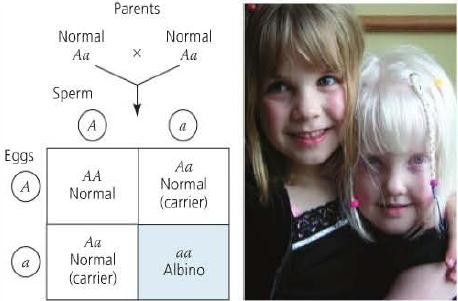 Parents
Normal Normal
Aa × Aa
Sperm
A a
Eggs
A
AA
Normal
Aa
Normal
(carrier)
a
Aa
Normal
(carrier)
aa
Albino